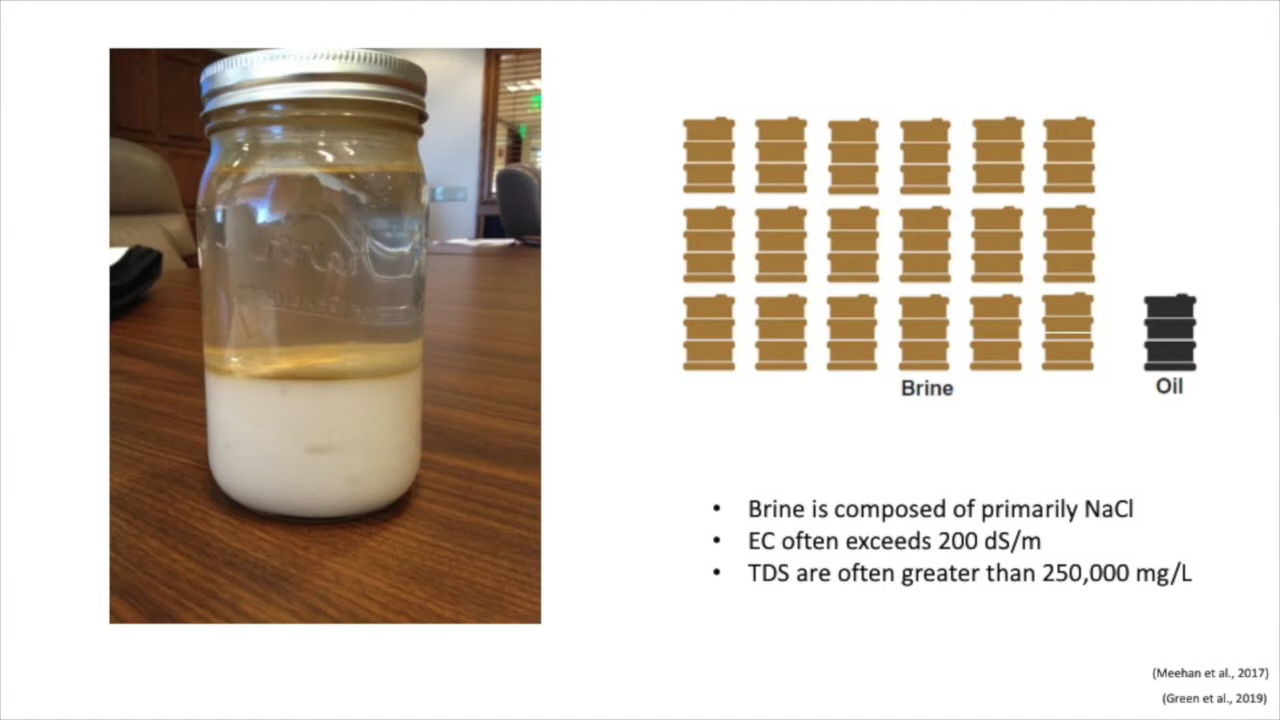 Brine
Oil
• Brine is composed of primarily NaCl
• EC often exceeds 200 dS/m
• TDS are often greater than 250,000 mg/L
(Meehan et al., 2017)
(Green et al., 2019)